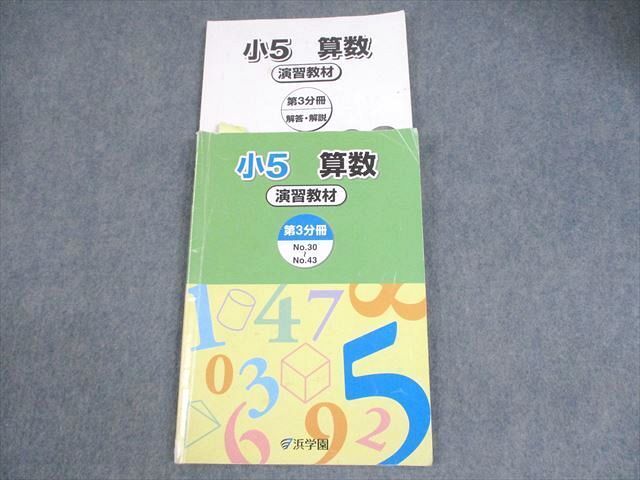 小5 算数
演習教材
第3分冊
解答・解説
小5 算数
演習教材
第3分冊
No.30
~
No.43
1 4 7 8
0 3 5
6 9 2
浜学園